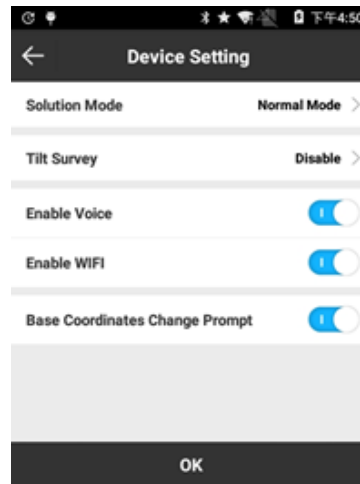 下午4:50
Device Setting
Solution Mode Normal Mode
Tilt Survey Disable
Enable Voice
Enable WIFI
Base Coordinates Change Prompt
OK